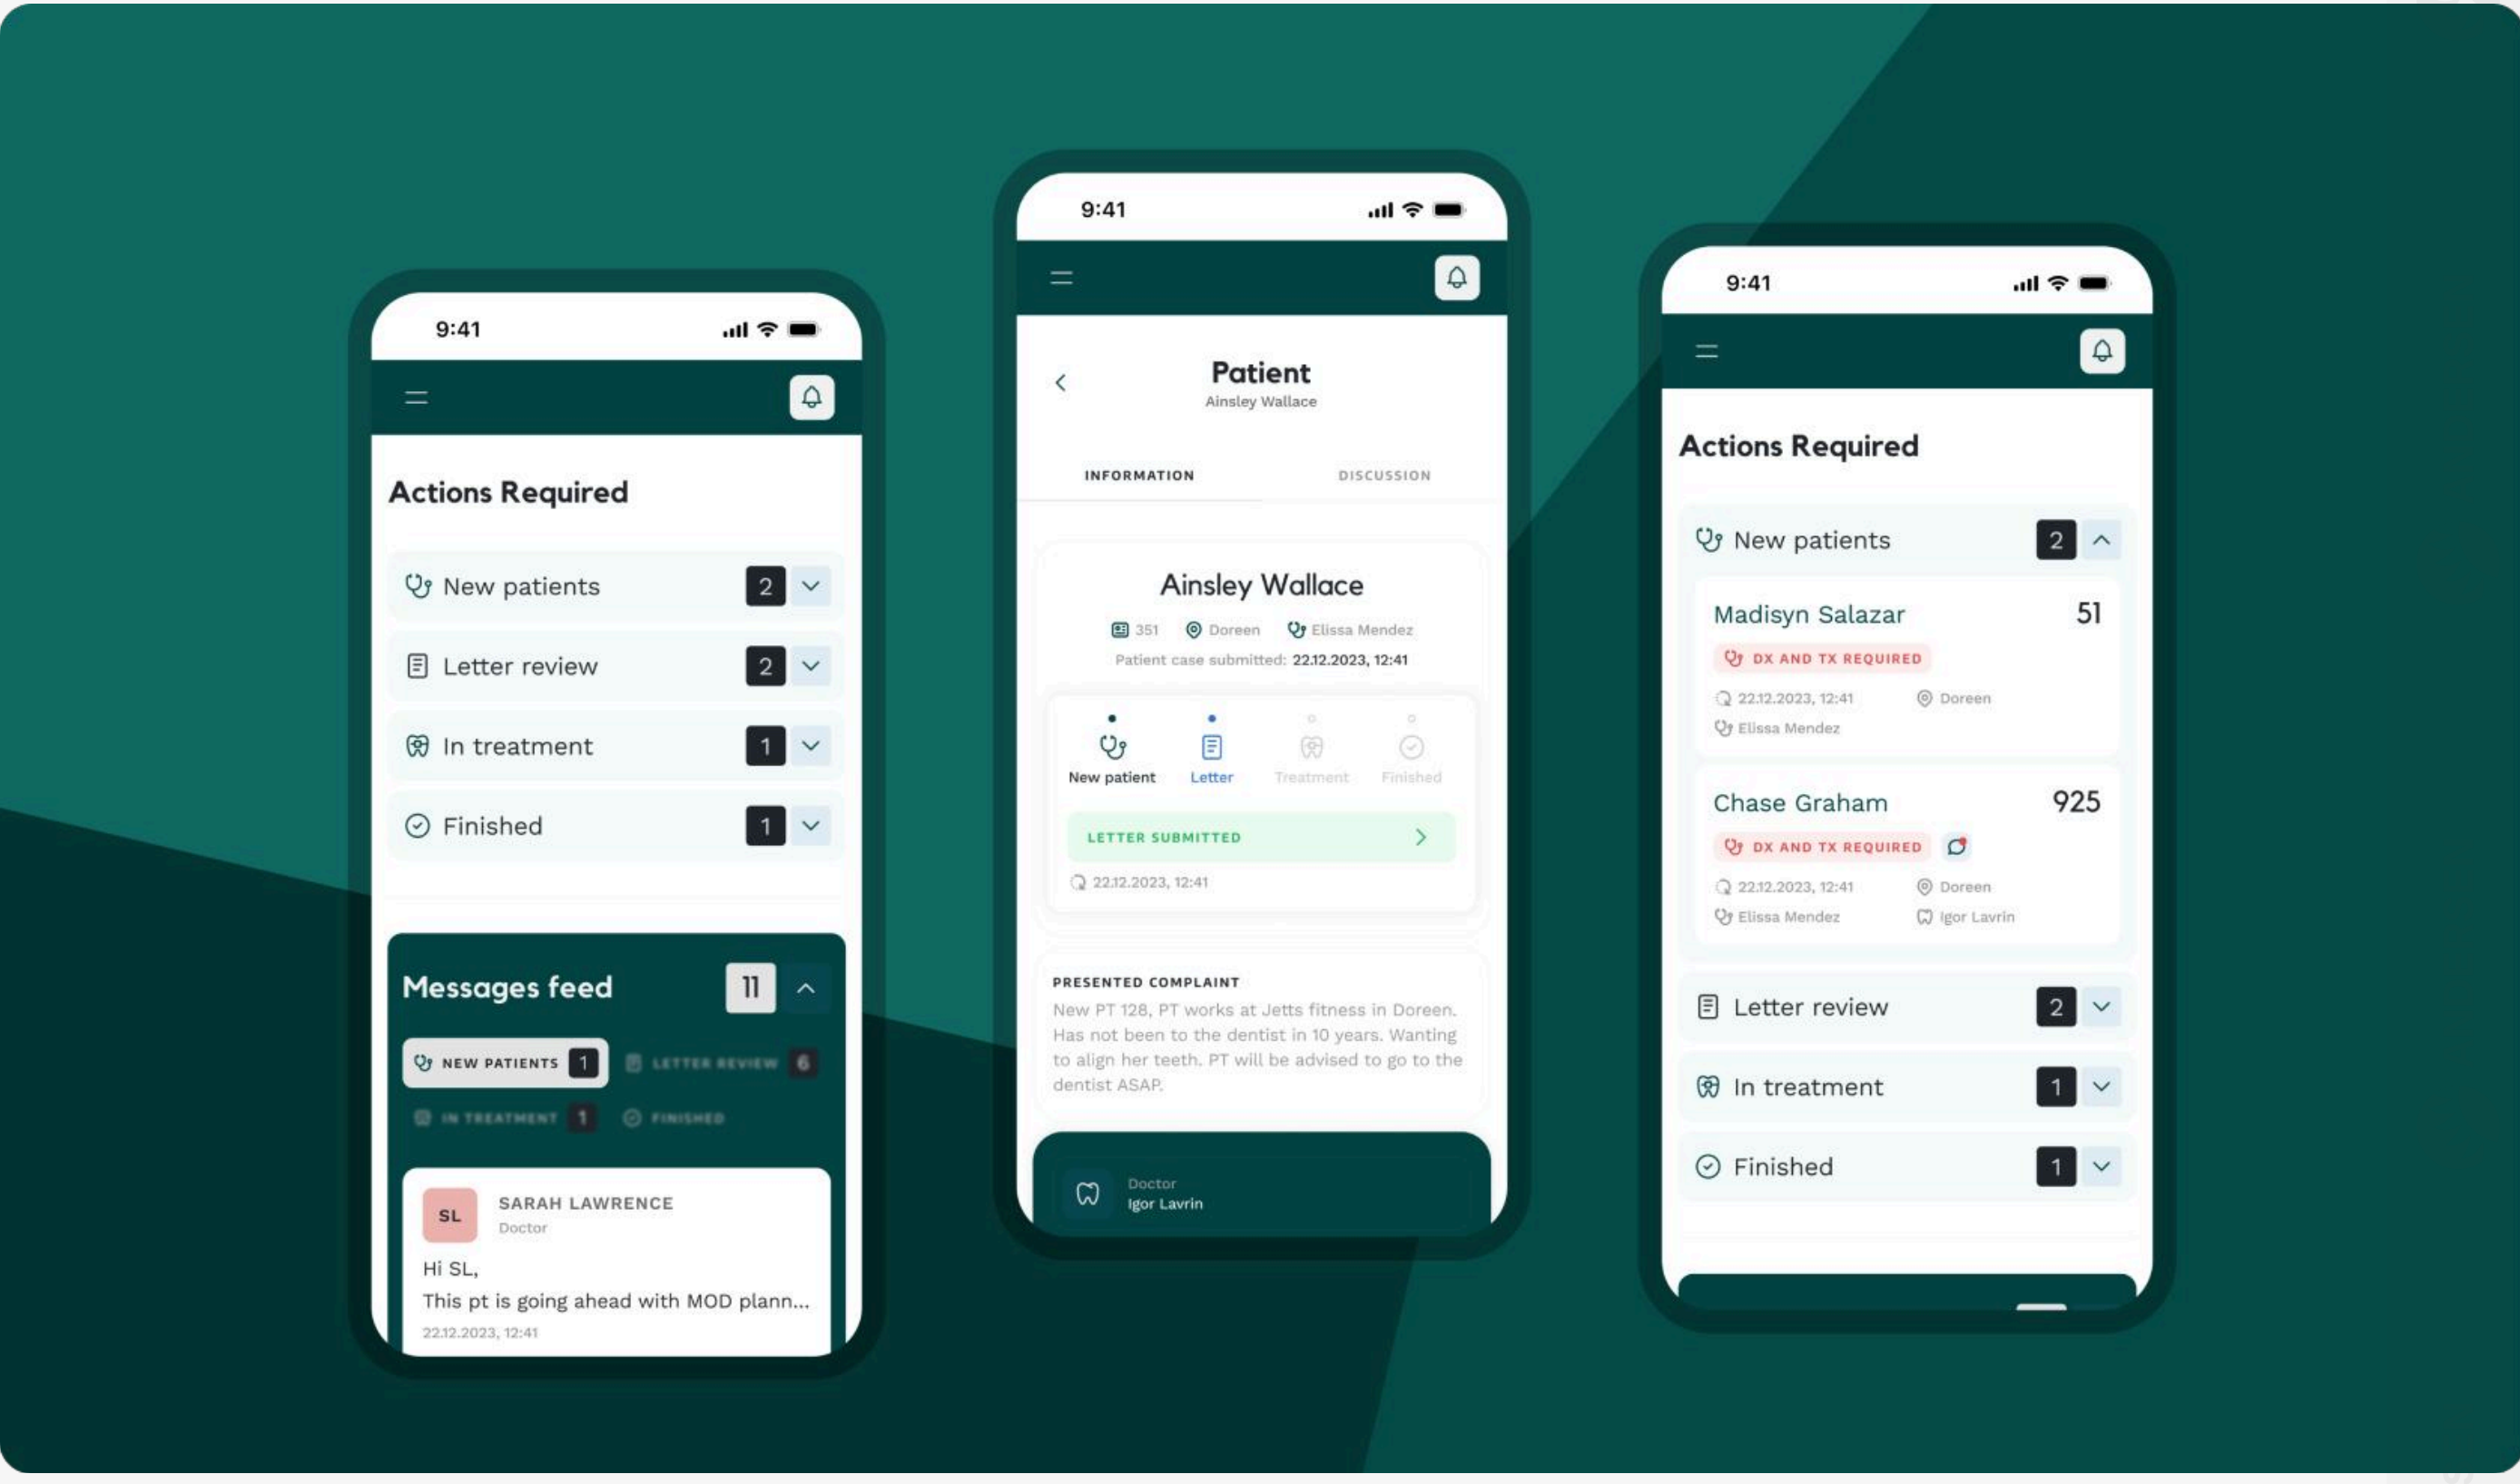 9:41
Actions Required
New patients 2
Letter review 2
In treatment 1
Finished 1
Messages feed 11
NEW PATIENTS 1 LETTER REVIEW 6
IN TREATMENT 1 FINISHED
SL SARAH LAWRENCE
Doctor
Hi SL,
This pt is going ahead with MOD plann...
22.12.2023, 12:41
9:41
Patient
Ainsley Wallace
INFORMATION DISCUSSION
Ainsley Wallace
351 Doreen Elissa Mendez
Patient case submitted: 22.12.2023, 12:41
New patient Letter Treatment Finished
LETTER SUBMITTED
22.12.2023, 12:41
PRESENTED COMPLAINT
New PT 128, PT works at Jetts fitness in Doreen.
Has not been to the dentist in 10 years. Wanting
to align her teeth. PT will be advised to go to the
dentist ASAP.
Doctor
Igor Lavrin
9:41
Actions Required
New patients 2
Madisyn Salazar 51
DX AND TX REQUIRED
22.12.2023, 12:41 Doreen
Elissa Mendez
Chase Graham 925
DX AND TX REQUIRED
22.12.2023, 12:41 Doreen
Elissa Mendez Igor Lavrin
Letter review 2
In treatment 1
Finished 1